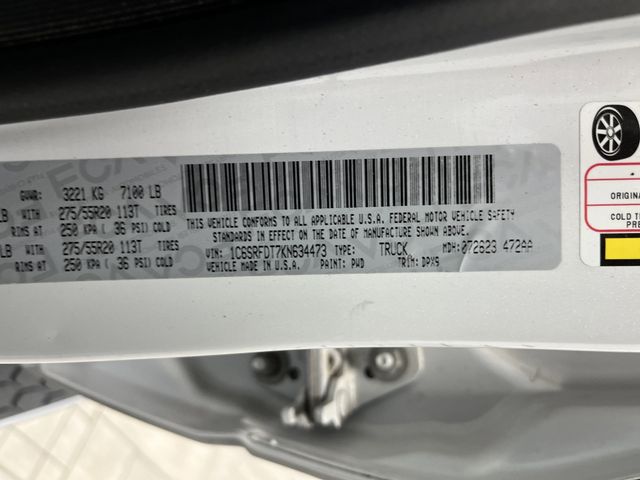 GVWR: 3221 KG 7100 LB
LB WITH 275/55R20 113T TIRES
RIMS AT 250 KPA ( 36 PSI) COLD
LB WITH 275/55R20 113T TIRES
RIMS AT 250 KPA ( 36 PSI) COLD
THIS VEHICLE CONFORMS TO ALL APPLICABLE U.S.A. FEDERAL MOTOR VEHICLE SAFETY
STANDARDS IN EFFECT ON THE DATE OF MANUFACTURE SHOWN ABOVE.
VIN: 1C6SRFDT7KN634473 TYPE: TRUCK MDH: 072623 472AA
VEHICLE MADE IN U.S.A. PAINT: PWD TRIM: DPX9
ORIGINA
COLD TI
PRE